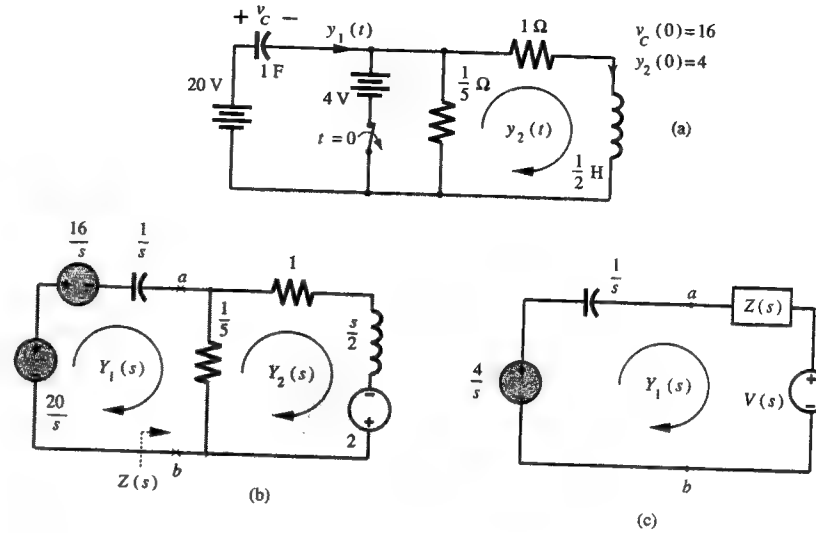 + v_C −
y_1(t)
1 Ω
v_C(0)=16
y_2(0)=4
1 F
20 V
4 V
1/5 Ω
t=0
y_2(t)
1/2 H
(a)
16/s
1/s
a
1
1/5
s/2
Y_1(s)
Y_2(s)
20/s
2
Z(s)
b
(b)
1/s
a
Z(s)
4/s
Y_1(s)
V(s)
b
(c)